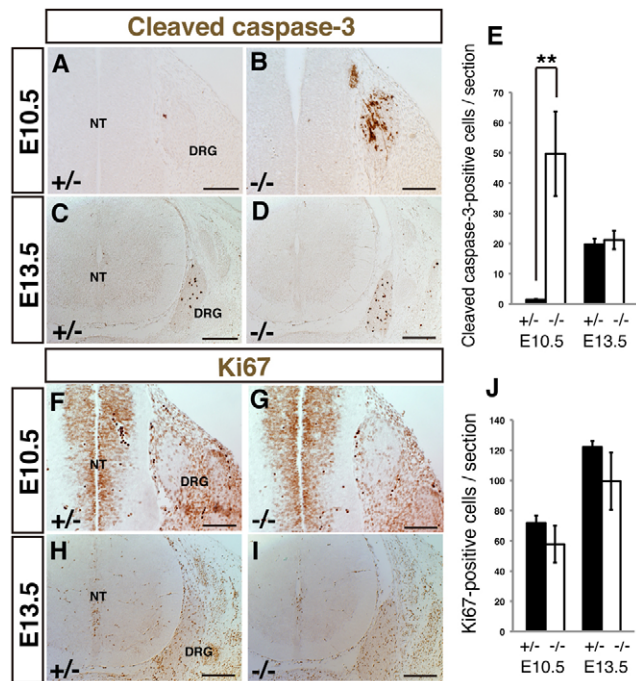 Cleaved caspase-3
E10.5
A
NT
DRG
+/-
B
-/-
E13.5
C
NT
DRG
+/-
D
-/-
E
**
Cleaved caspase-3-positive cells / section
70
60
50
40
30
20
10
0
+/- -/- +/- -/-
E10.5 E13.5
Ki67
E10.5
F
NT
DRG
+/-
G
-/-
E13.5
H
NT
DRG
+/-
I
-/-
J
Ki67-positive cells / section
140
120
100
80
60
40
20
0
+/- -/- +/- -/-
E10.5 E13.5